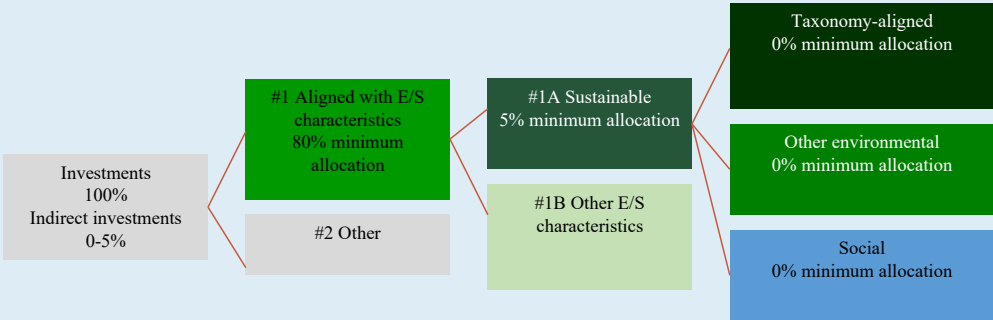 Investments
100%
Indirect investments
0-5%
#1 Aligned with E/S
characteristics
80% minimum
allocation
#2 Other
#1A Sustainable
5% minimum allocation
#1B Other E/S
characteristics
Taxonomy-aligned
0% minimum allocation
Other environmental
0% minimum allocation
Social
0% minimum allocation